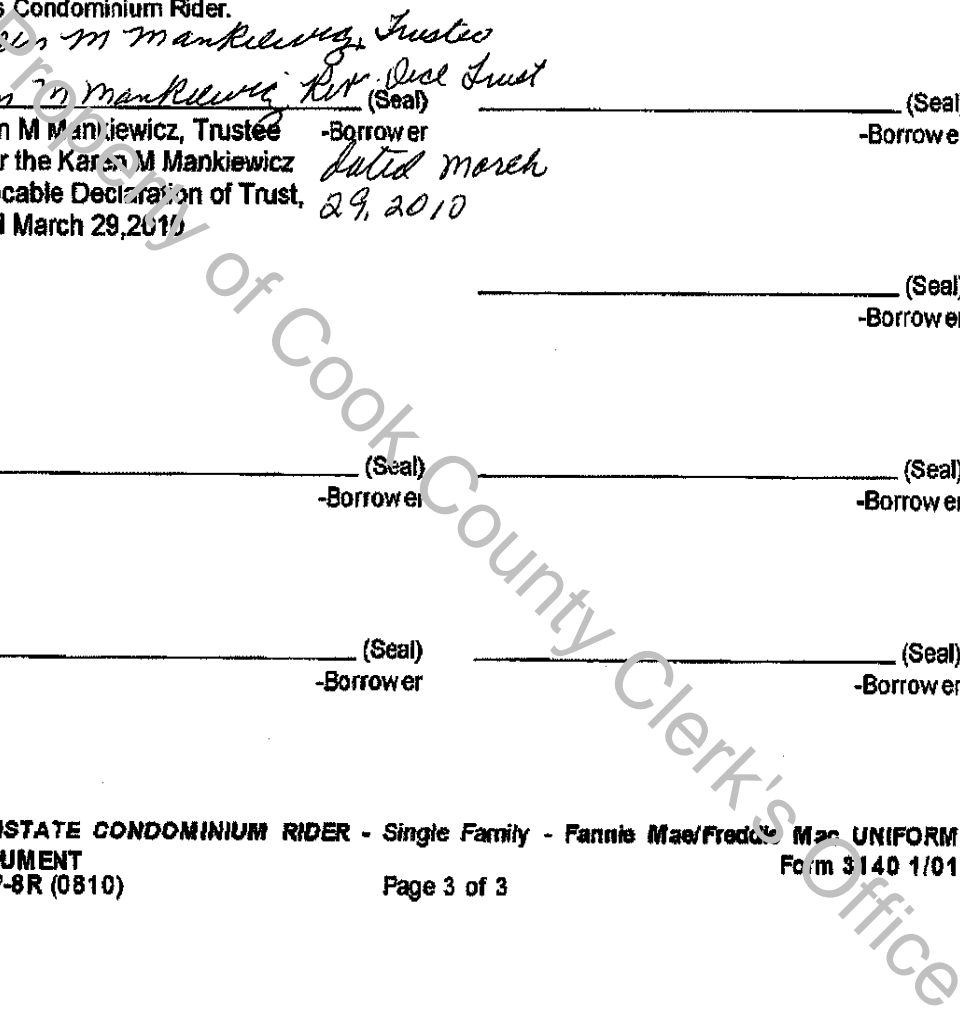 s Condominium Rider.
M Mankiewicz, Trustee
M Mankiewicz Rev. Decl Trust
(Seal) (Seal)
n M Mankiewicz, Trustee -Borrower -Borrowe
r the Karen M Mankiewicz dated March
cable Declaration of Trust, 29, 2010
d March 29,2010
(Seal)
-Borrower
(Seal) (Seal)
-Borrower -Borrower
(Seal) (Seal)
-Borrower -Borrower
ISTATE CONDOMINIUM RIDER - Single Family - Fannie Mae/Freddie Mac UNIFORM
UMENT Form 3140 1/01
-8R (0810) Page 3 of 3
Property of Cook County Clerk's Office